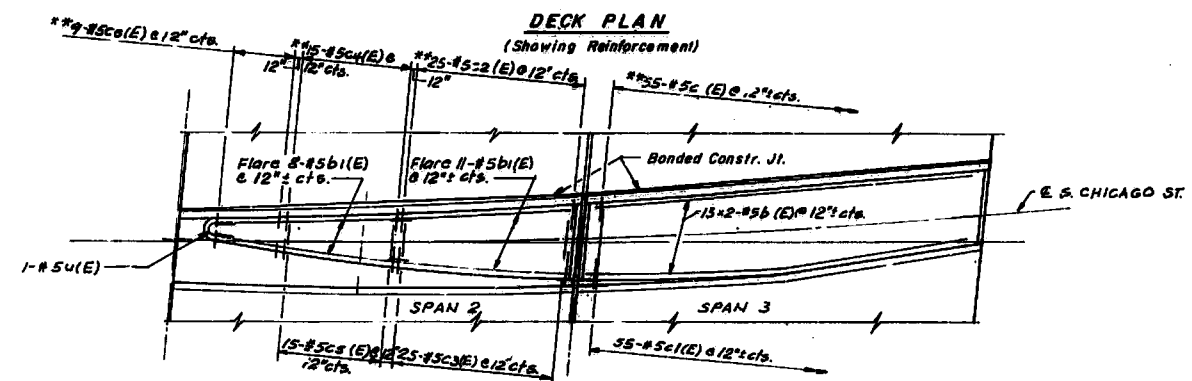 DECK PLAN
(Showing Reinforcement)
**9-#5c6(E)@12"cts.
**15-#5c4(E)@
12"cts.
12"
**25-#5c2(E)@12"cts.
12"
**55-#5c (E)@12"±cts.
Flare 8-#5b1(E)
@ 12"± cts.
Flare 11-#5b1(E)
@ 12"± cts.
Bonded Constr. Jt.
13×2-#5b (E)@12"±cts.
℄ S. CHICAGO ST.
1-#5u(E)
SPAN 2
SPAN 3
15-#5c5(E)@
12"cts.
12"
25-#5c3(E)@12"cts.
55-#5c1(E)@12"±cts.